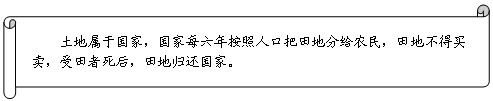 土地属于国家，国家每六年按照人口把田地分给农民，田地不得买
卖，受田者死后，田地归还国家。